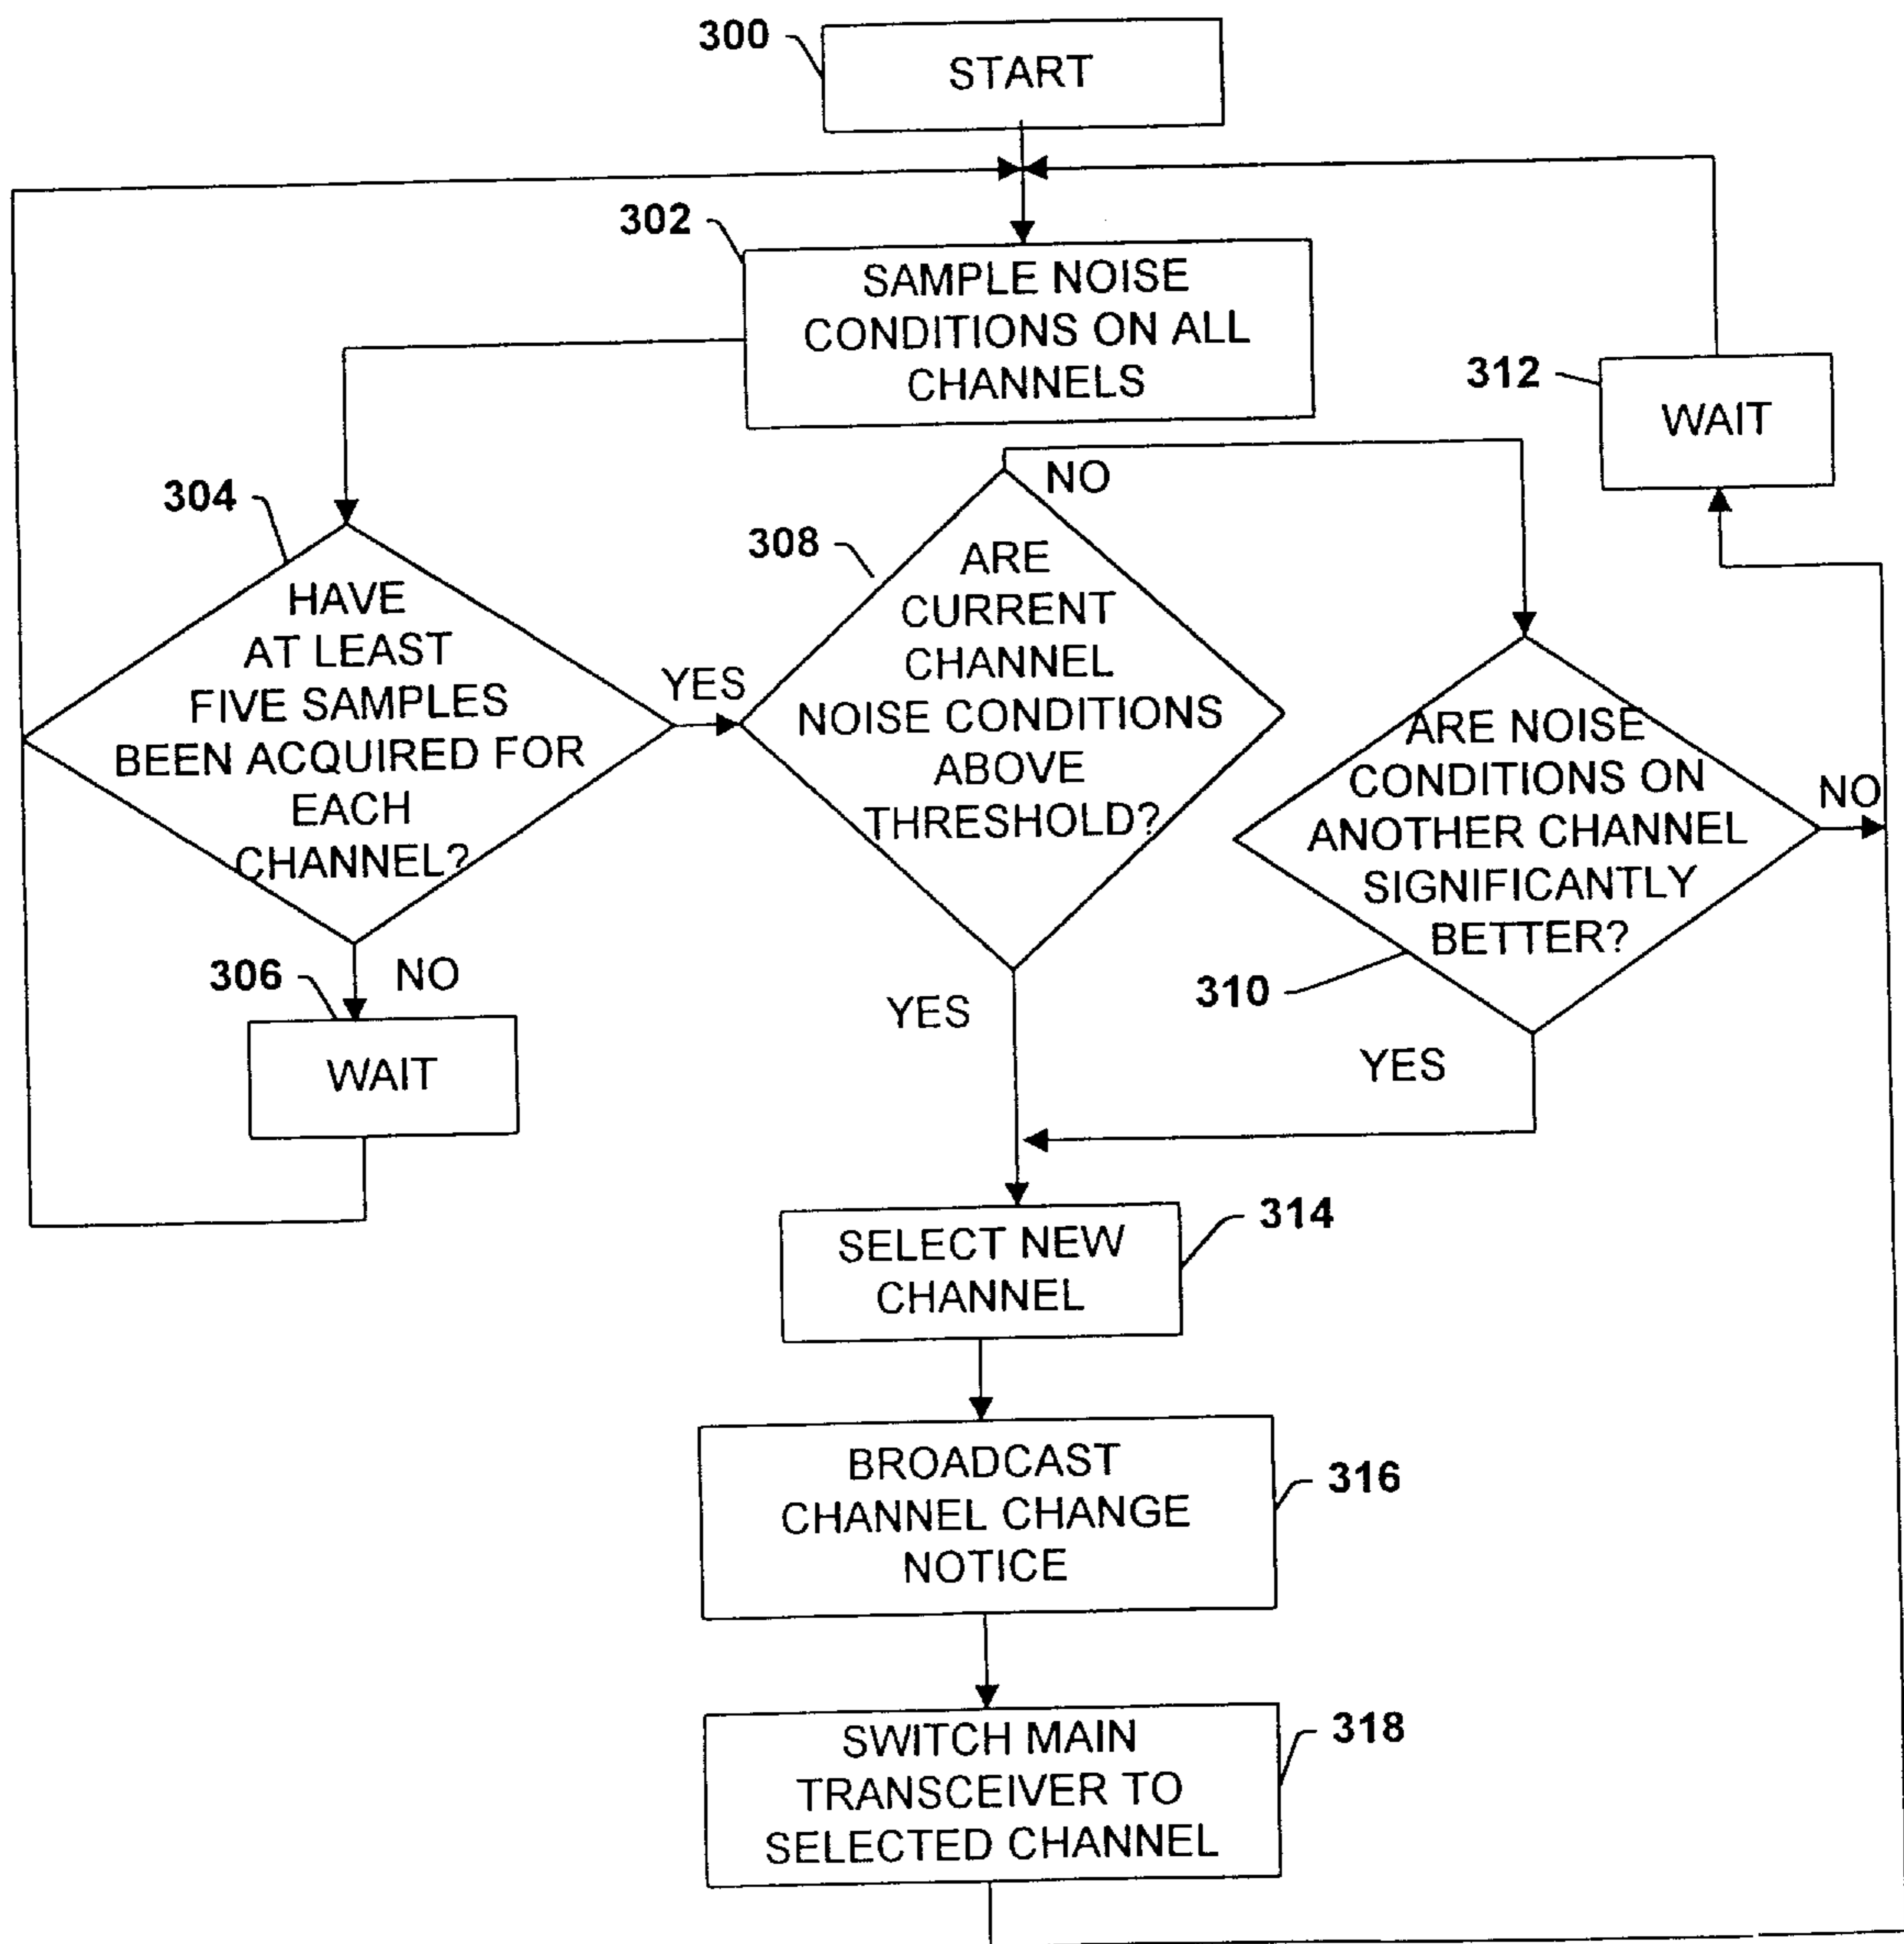 300
START
302
SAMPLE NOISE
CONDITIONS ON ALL
CHANNELS
312
WAIT
304
HAVE
AT LEAST
FIVE SAMPLES
BEEN ACQUIRED FOR
EACH
CHANNEL?
YES
NO
306
WAIT
308
ARE
CURRENT
CHANNEL
NOISE CONDITIONS
ABOVE
THRESHOLD?
NO
YES
ARE NOISE
CONDITIONS ON
ANOTHER CHANNEL
SIGNIFICANTLY
BETTER?
310
NO
YES
SELECT NEW
CHANNEL
314
BROADCAST
CHANNEL CHANGE
NOTICE
316
SWITCH MAIN
TRANSCEIVER TO
SELECTED CHANNEL
318